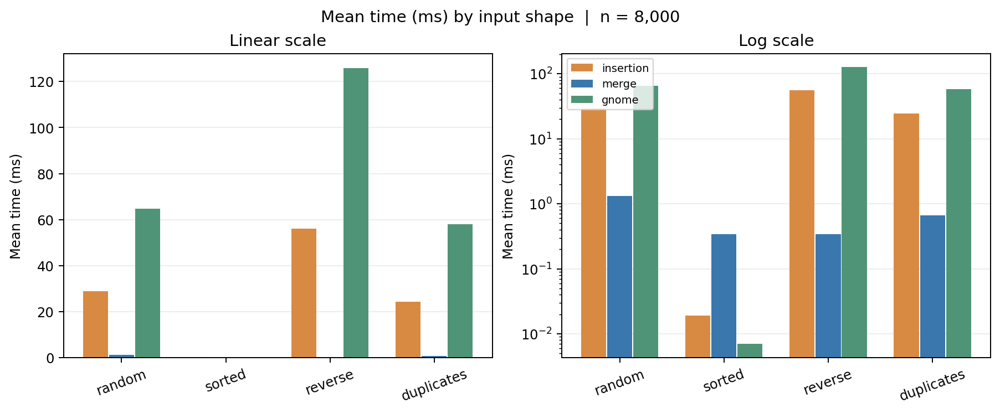 Mean time (ms) by input shape | n = 8,000
Linear scale
Mean time (ms)
120
100
80
60
40
20
0
random
sorted
reverse
duplicates
Log scale
Mean time (ms)
10²
10¹
10⁰
10⁻¹
10⁻²
insertion
merge
gnome
random
sorted
reverse
duplicates